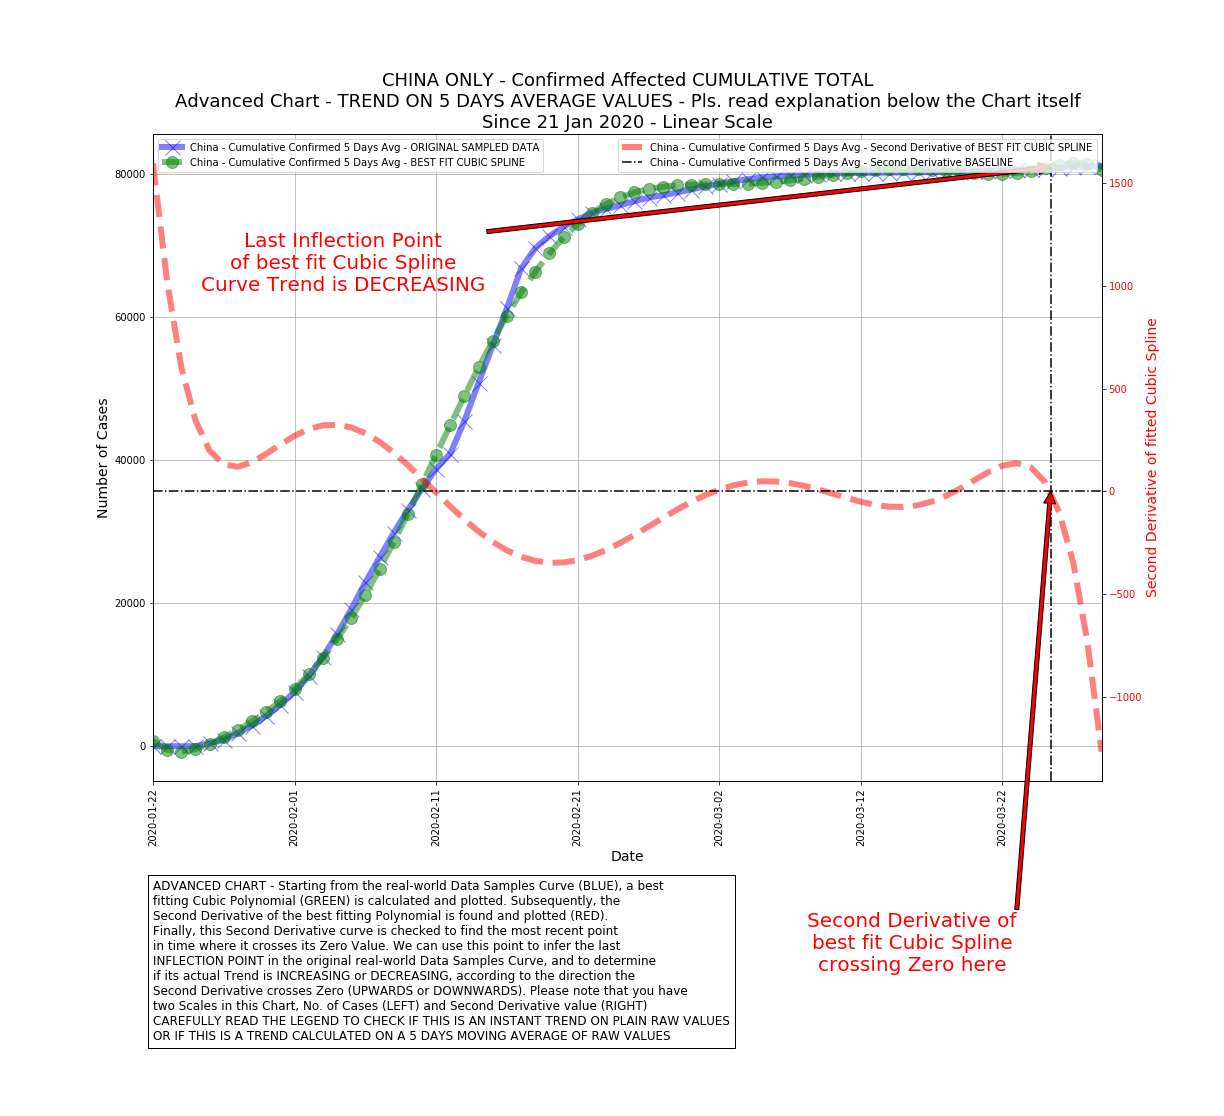 CHINA ONLY - Confirmed Affected CUMULATIVE TOTAL
Advanced Chart - TREND ON 5 DAYS AVERAGE VALUES - Pls. read explanation below the Chart itself
Since 21 Jan 2020 - Linear Scale
China - Cumulative Confirmed 5 Days Avg - ORIGINAL SAMPLED DATA
China - Cumulative Confirmed 5 Days Avg - BEST FIT CUBIC SPLINE
China - Cumulative Confirmed 5 Days Avg - Second Derivative of BEST FIT CUBIC SPLINE
China - Cumulative Confirmed 5 Days Avg - Second Derivative BASELINE
Last Inflection Point
of best fit Cubic Spline
Curve Trend is DECREASING
Number of Cases
80000
60000
40000
20000
0
1500
1000
500
0
−500
−1000
Second Derivative of fitted Cubic Spline
2020-01-22
2020-02-01
2020-02-11
2020-02-21
2020-03-02
2020-03-12
2020-03-22
Date
Second Derivative of
best fit Cubic Spline
crossing Zero here
ADVANCED CHART - Starting from the real-world Data Samples Curve (BLUE), a best
fitting Cubic Polynomial (GREEN) is calculated and plotted. Subsequently, the
Second Derivative of the best fitting Polynomial is found and plotted (RED).
Finally, this Second Derivative curve is checked to find the most recent point
in time where it crosses its Zero Value. We can use this point to infer the last
INFLECTION POINT in the original real-world Data Samples Curve, and to determine
if its actual Trend is INCREASING or DECREASING, according to the direction the
Second Derivative crosses Zero (UPWARDS or DOWNWARDS). Please note that you have
two Scales in this Chart, No. of Cases (LEFT) and Second Derivative value (RIGHT)
CAREFULLY READ THE LEGEND TO CHECK IF THIS IS AN INSTANT TREND ON PLAIN RAW VALUES
OR IF THIS IS A TREND CALCULATED ON A 5 DAYS MOVING AVERAGE OF RAW VALUES